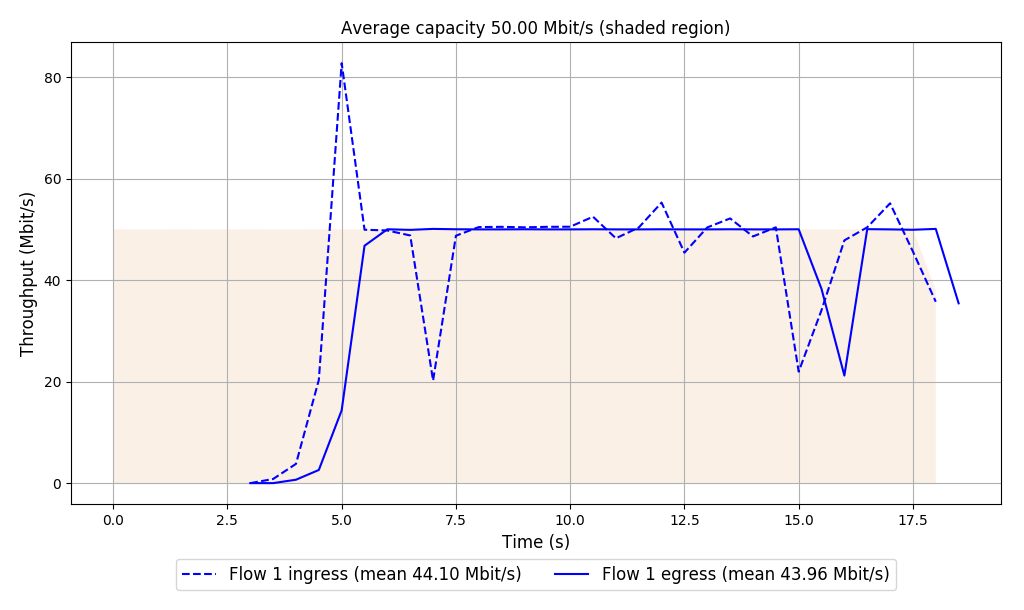 Average capacity 50.00 Mbit/s (shaded region)
80
60
40
20
0
Throughput (Mbit/s)
0.0 2.5 5.0 7.5 10.0 12.5 15.0 17.5
Time (s)
Flow 1 ingress (mean 44.10 Mbit/s) Flow 1 egress (mean 43.96 Mbit/s)